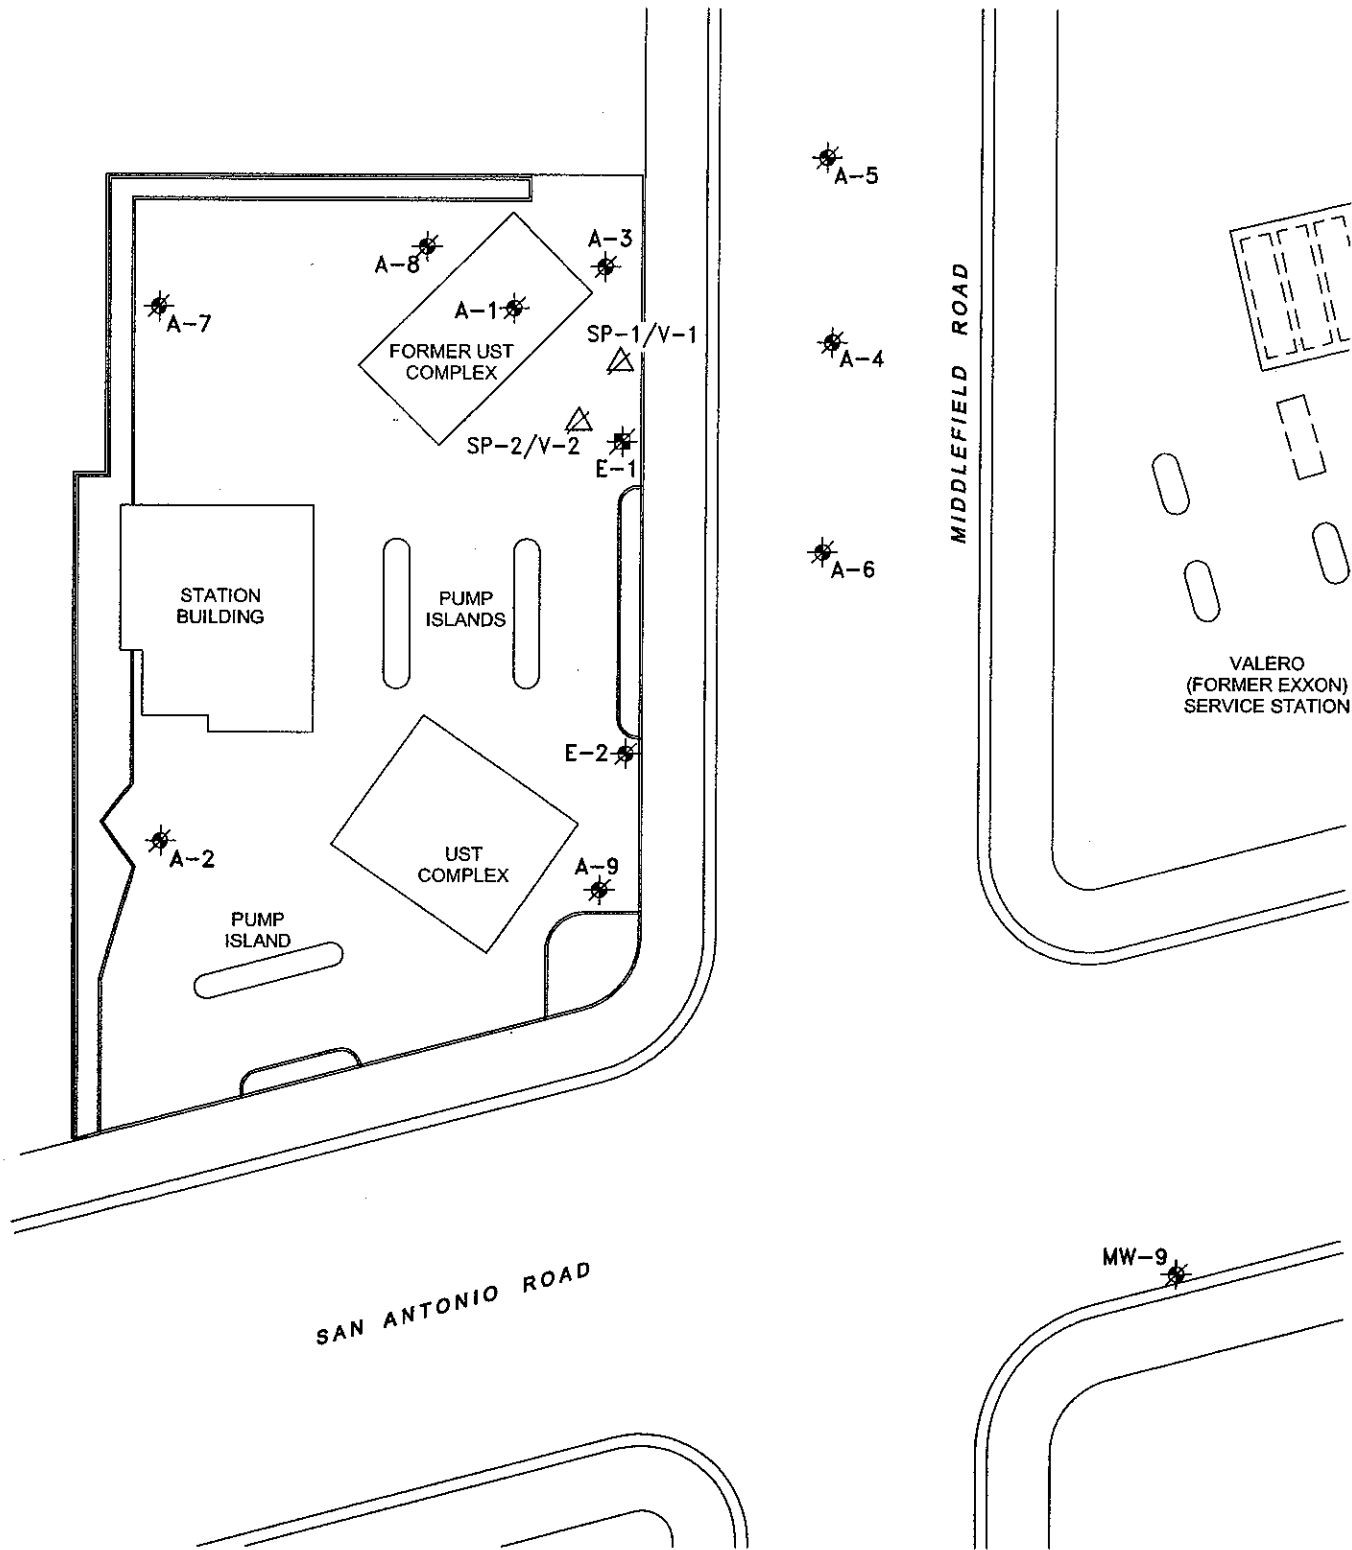 A-5
A-3
A-8
A-1
A-7
SP-1/V-1
FORMER UST
COMPLEX
A-4
MIDDLEFIELD ROAD
SP-2/V-2
E-1
A-6
STATION
BUILDING
PUMP
ISLANDS
VALERO
(FORMER EXXON)
SERVICE STATION
E-2
A-2
UST
COMPLEX
A-9
PUMP
ISLAND
MW-9
SAN ANTONIO ROAD